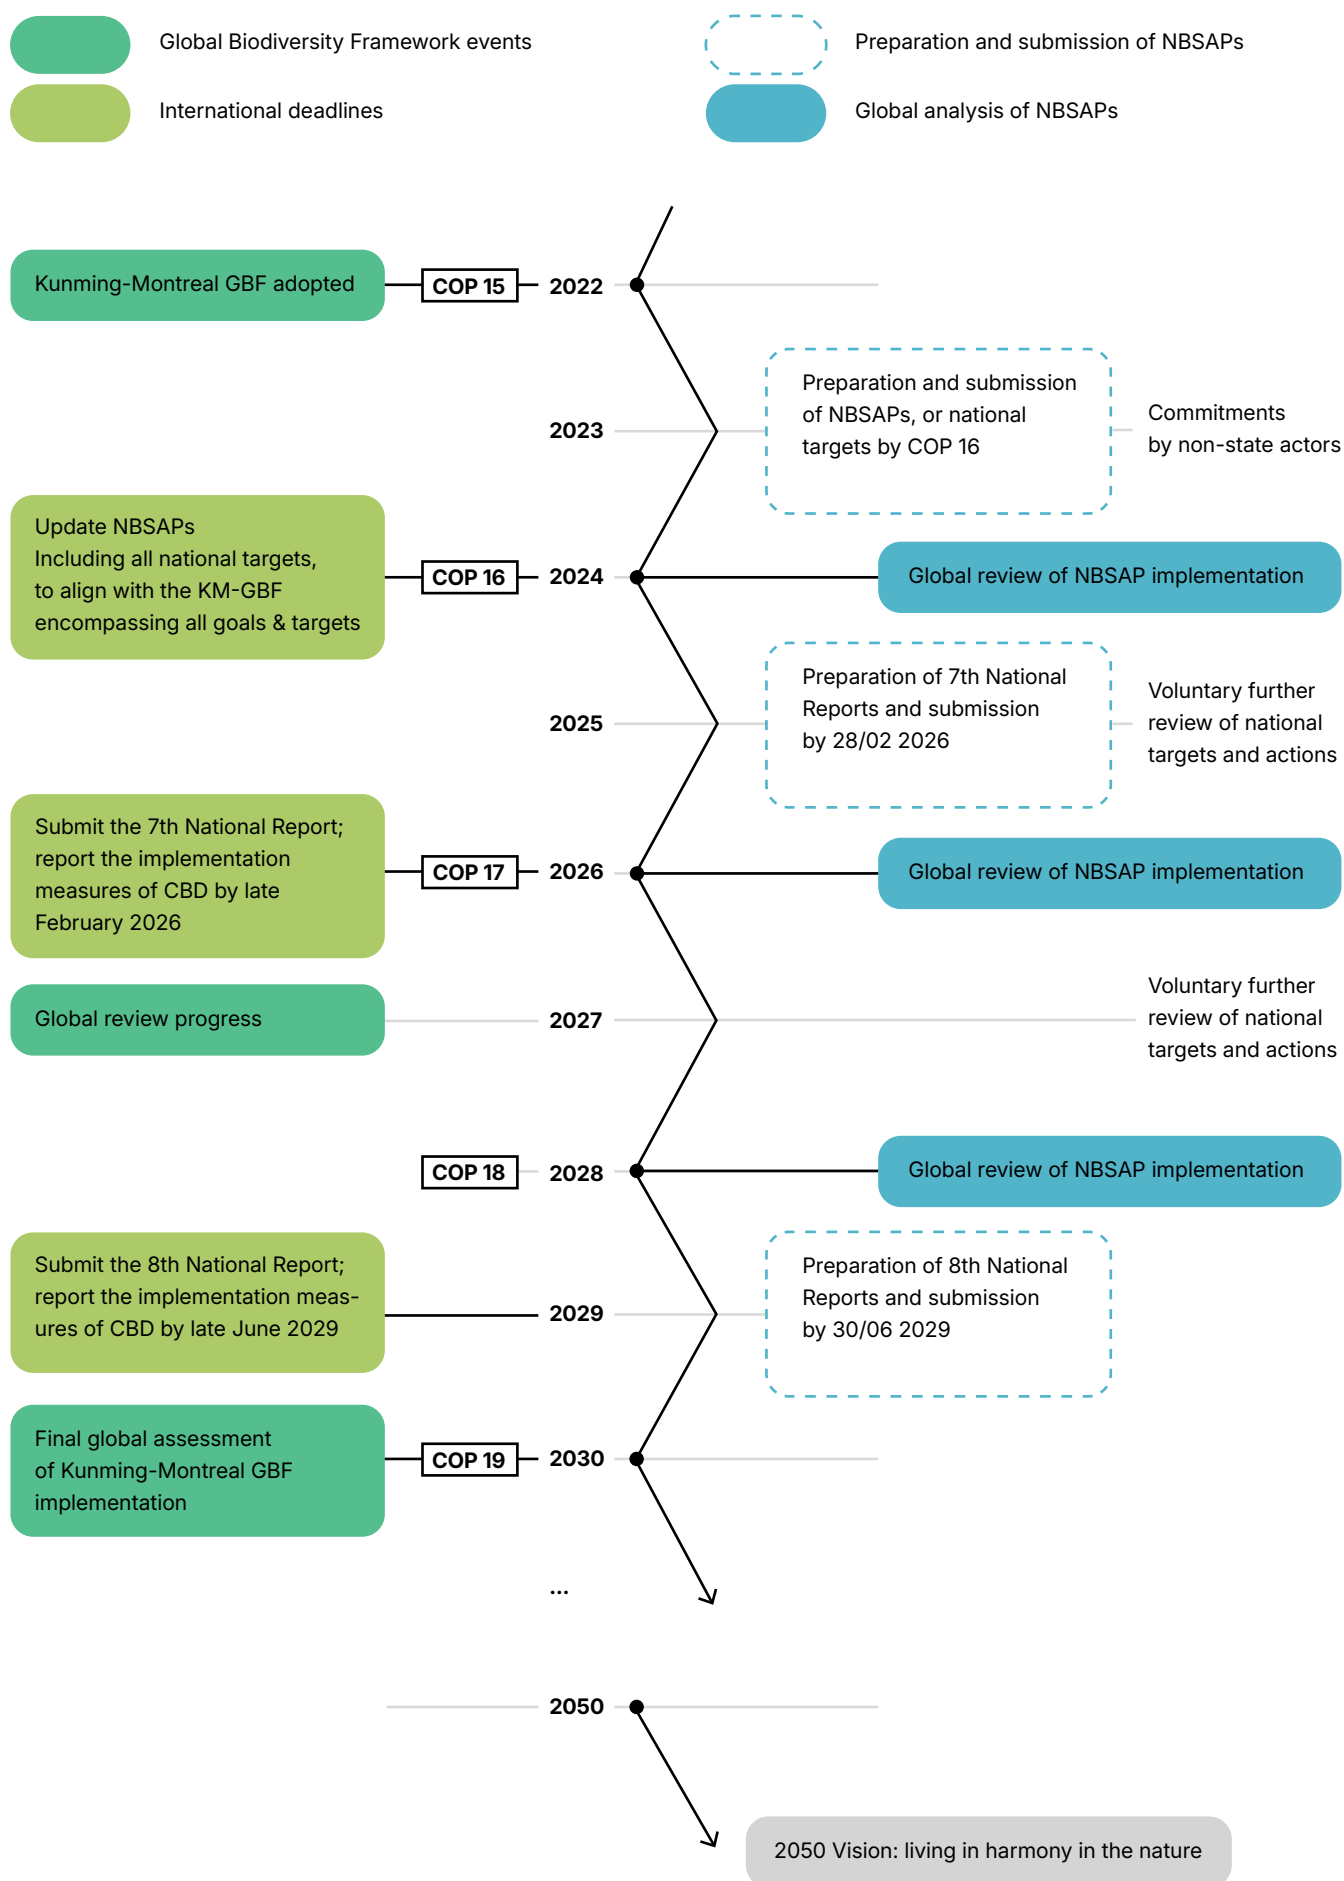 Global Biodiversity Framework events
Preparation and submission of NBSAPs
International deadlines
Global analysis of NBSAPs
Kunming-Montreal GBF adopted
COP 15
2022
2023
Preparation and submission
of NBSAPs, or national
targets by COP 16
Commitments
by non-state actors
Update NBSAPs
Including all national targets,
to align with the KM-GBF
encompassing all goals & targets
COP 16
2024
Global review of NBSAP implementation
2025
Preparation of 7th National
Reports and submission
by 28/02 2026
Voluntary further
review of national
targets and actions
Submit the 7th National Report;
report the implementation
measures of CBD by late
February 2026
COP 17
2026
Global review of NBSAP implementation
Global review progress
2027
Voluntary further
review of national
targets and actions
COP 18
2028
Global review of NBSAP implementation
Submit the 8th National Report;
report the implementation meas-
ures of CBD by late June 2029
2029
Preparation of 8th National
Reports and submission
by 30/06 2029
Final global assessment
of Kunming-Montreal GBF
implementation
COP 19
2030
...
2050
2050 Vision: living in harmony in the nature